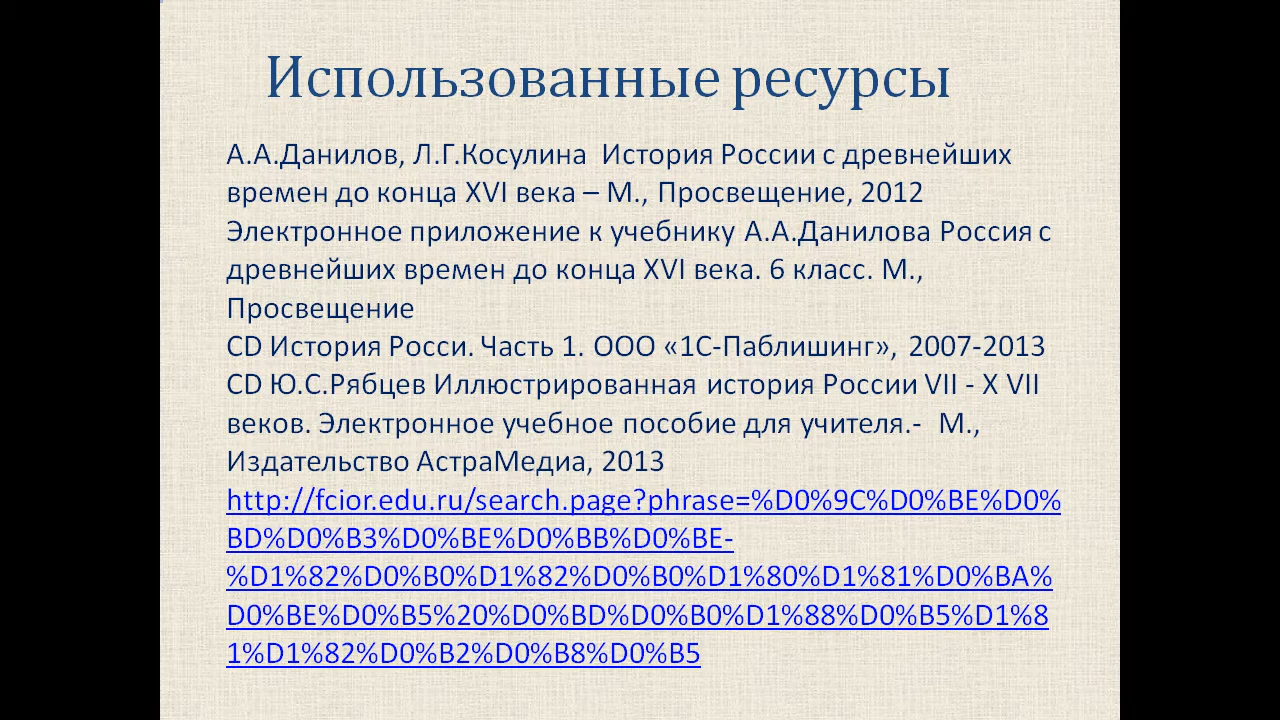 Использованные ресурсы
А.А.Данилов, Л.Г.Косулина  История России с древнейших
времен до конца XVI века – М., Просвещение, 2012
Электронное приложение к учебнику А.А.Данилова Россия с
древнейших времен до конца XVI века. 6 класс. М.,
Просвещение
CD История Росси. Часть 1. ООО «1С-Паблишинг», 2007-2013
CD Ю.С.Рябцев Иллюстрированная история России VII - X VII
веков. Электронное учебное пособие для учителя.-  М.,
Издательство АстраМедиа, 2013
http://fcior.edu.ru/search.page?phrase=%D0%9C%D0%BE%D0%
BD%D0%B3%D0%BE%D0%BB%D0%BE-
%D1%82%D0%B0%D1%82%D0%B0%D1%80%D1%81%D0%BA%
D0%BE%D0%B5%20%D0%BD%D0%B0%D1%88%D0%B5%D1%8
1%D1%82%D0%B2%D0%B8%D0%B5